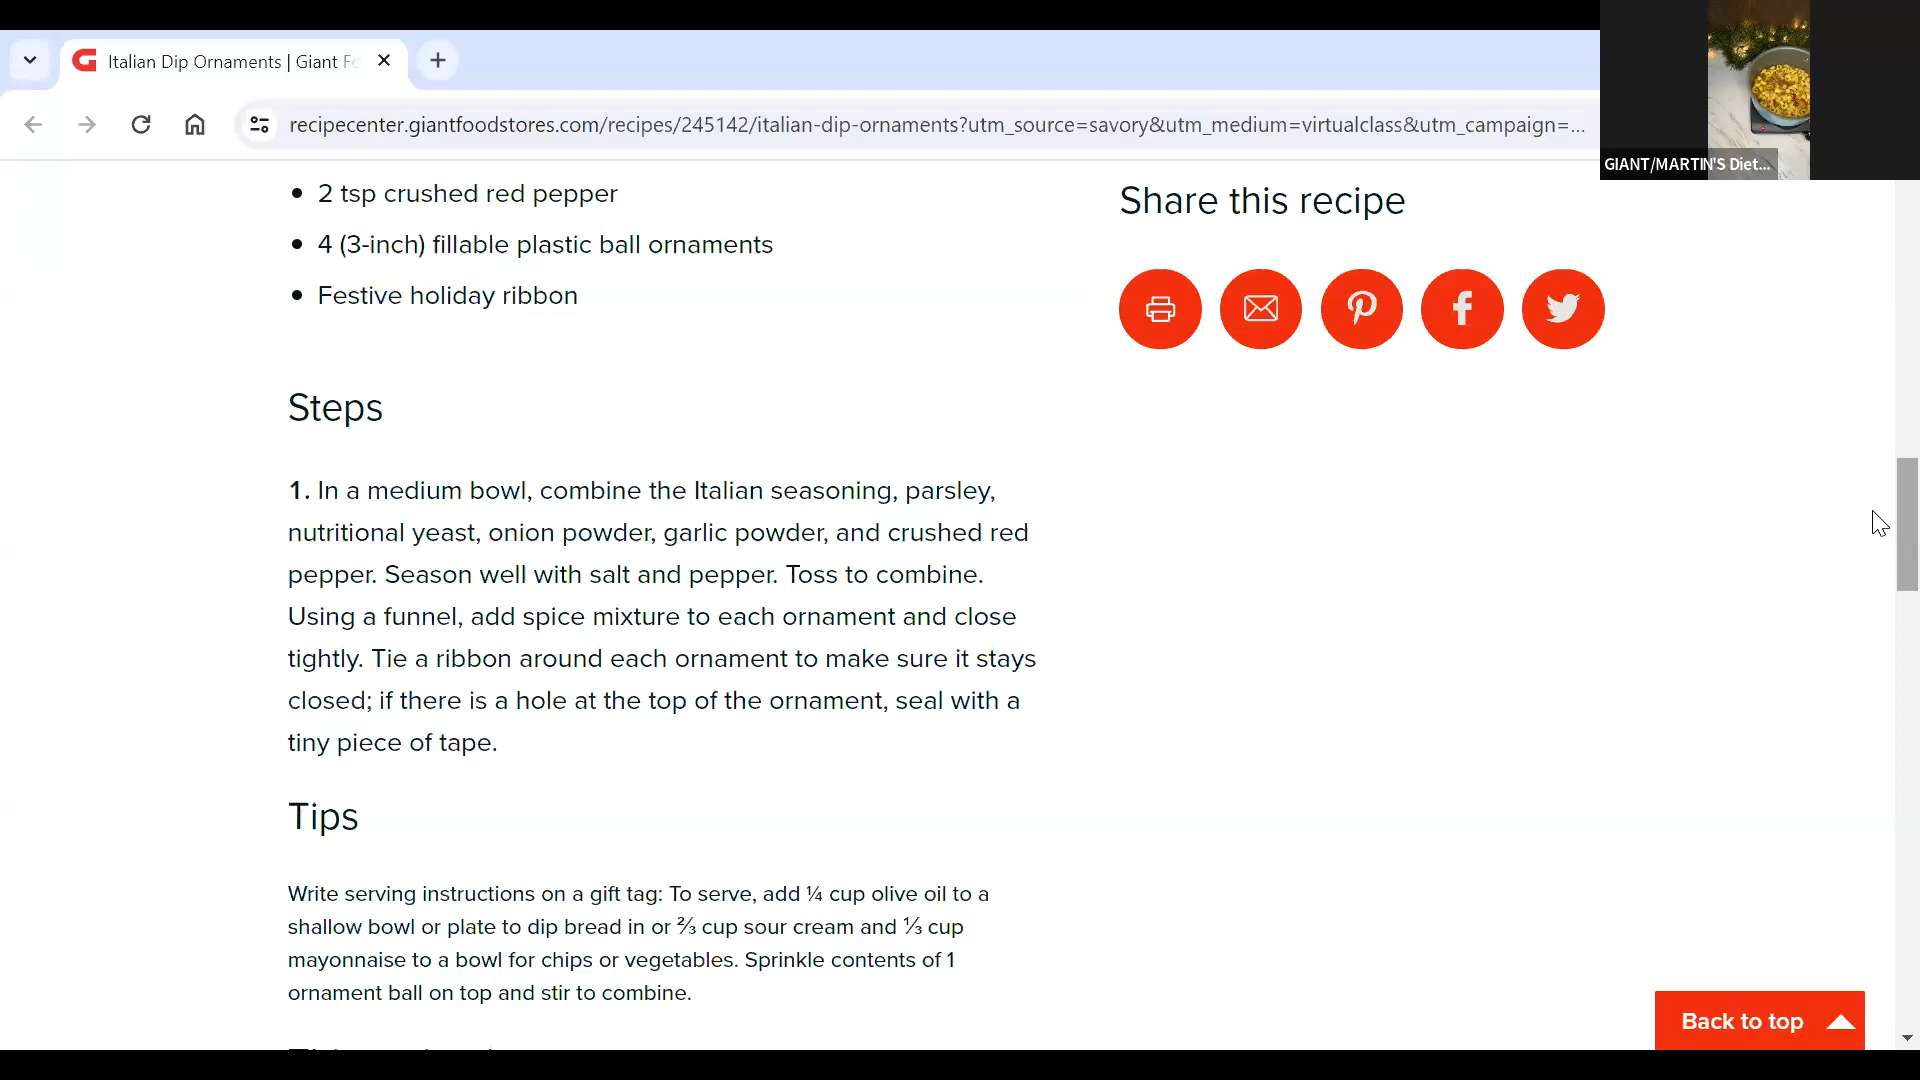 Italian Dip Ornaments | Giant Fo
recipecenter.giantfoodstores.com/recipes/245142/italian-dip-ornaments?utm_source=savory&utm_medium=virtualclass&utm_campaign=...
GIANT/MARTIN'S Diet...
2 tsp crushed red pepper
4 (3-inch) fillable plastic ball ornaments
Festive holiday ribbon
Share this recipe
Steps
1. In a medium bowl, combine the Italian seasoning, parsley,
nutritional yeast, onion powder, garlic powder, and crushed red
pepper. Season well with salt and pepper. Toss to combine.
Using a funnel, add spice mixture to each ornament and close
tightly. Tie a ribbon around each ornament to make sure it stays
closed; if there is a hole at the top of the ornament, seal with a
tiny piece of tape.
Tips
Write serving instructions on a gift tag: To serve, add ¼ cup olive oil to a
shallow bowl or plate to dip bread in or ⅔ cup sour cream and ⅓ cup
mayonnaise to a bowl for chips or vegetables. Sprinkle contents of 1
ornament ball on top and stir to combine.
Back to top